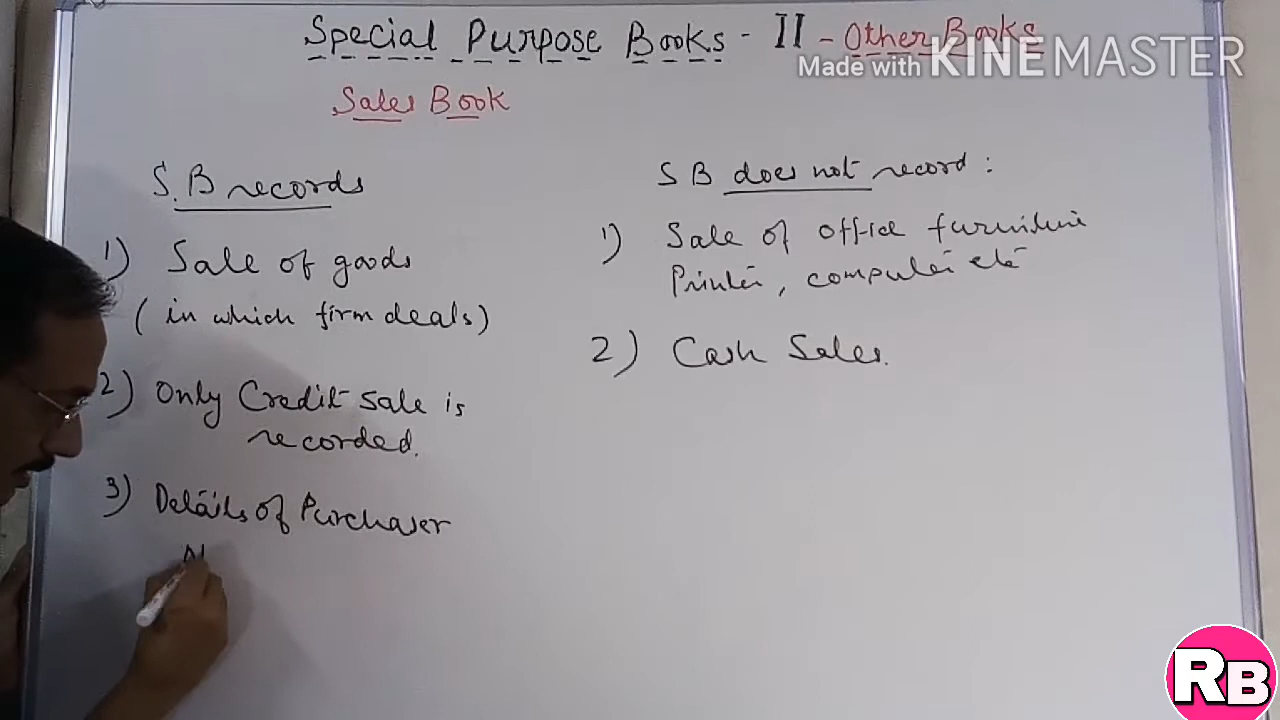 Special Purpose Books - II - Other Books
Made with KINEMASTER
Sales Book
S.B records
1) Sale of goods
(in which firm deals)
2) Only Credit sale is
recorded.
3) Details of Purchaser
N
SB does not record :
1) Sale of office furniture
Printer, computer etc
2) Cash Sales.
RB